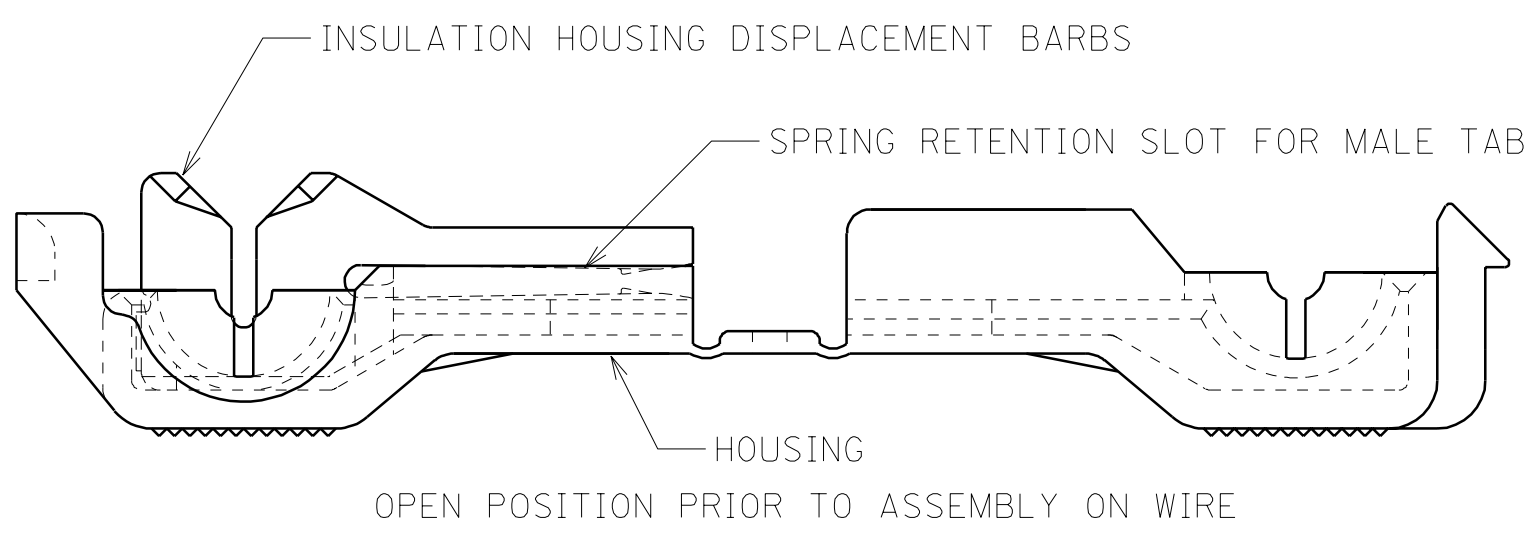 INSULATION HOUSING DISPLACEMENT BARBS
SPRING RETENTION SLOT FOR MALE TAB
HOUSING
OPEN POSITION PRIOR TO ASSEMBLY ON WIRE